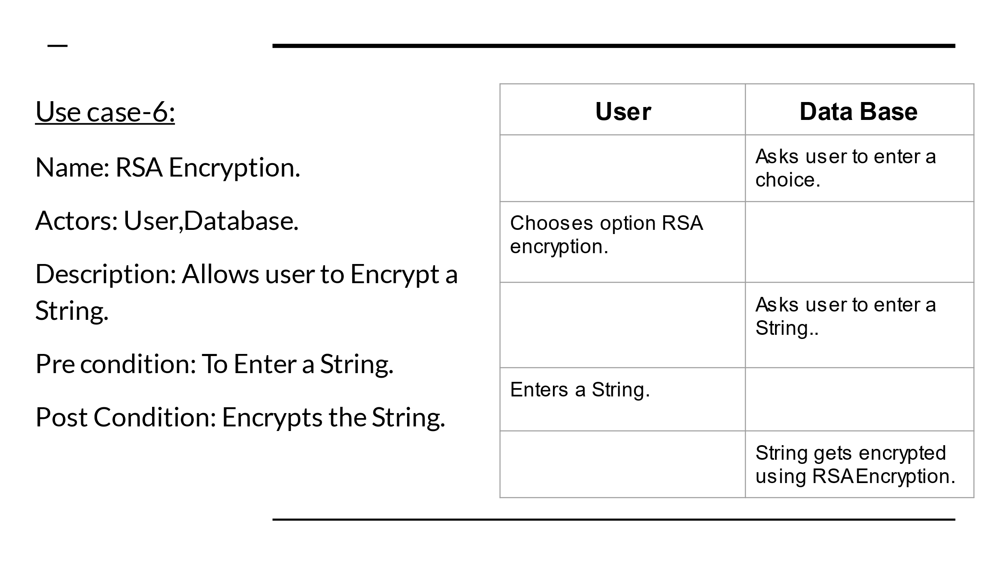 Use case-6:
Name: RSA Encryption.
Actors: User,Database.
Description: Allows user to Encrypt a
String.
Pre condition: To Enter a String.
Post Condition: Encrypts the String.
User
Data Base
Asks user to enter a
choice.
Chooses option RSA
encryption.
Asks user to enter a
String..
Enters a String.
String gets encrypted
using RSA Encryption.